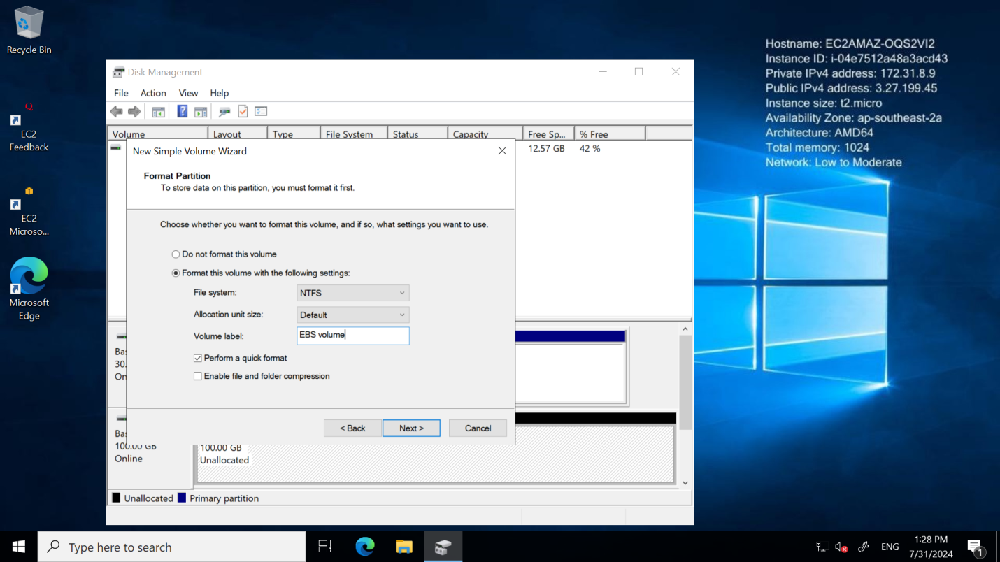 Recycle Bin
EC2
Feedback
EC2
Microso...
Microsoft
Edge
Hostname: EC2AMAZ-OQS2VI2
Instance ID: i-04e7512a48a3acd43
Private IPv4 address: 172.31.8.9
Public IPv4 address: 3.27.199.45
Instance size: t2.micro
Availability Zone: ap-southeast-2a
Architecture: AMD64
Total memory: 1024
Network: Low to Moderate
Disk Management
File Action View Help
Volume Layout Type File System Status Capacity Free Sp... % Free
12.57 GB 42 %
New Simple Volume Wizard
Format Partition
To store data on this partition, you must format it first.
Choose whether you want to format this volume, and if so, what settings you want to use.
Do not format this volume
Format this volume with the following settings:
File system: NTFS
Allocation unit size: Default
Volume label: EBS volume
Perform a quick format
Enable file and folder compression
< Back Next > Cancel
Bas
30.
On
Bas
100.00 GB
Online
100.00 GB
Unallocated
Unallocated Primary partition
Type here to search
ENG
1:28 PM
7/31/2024
1